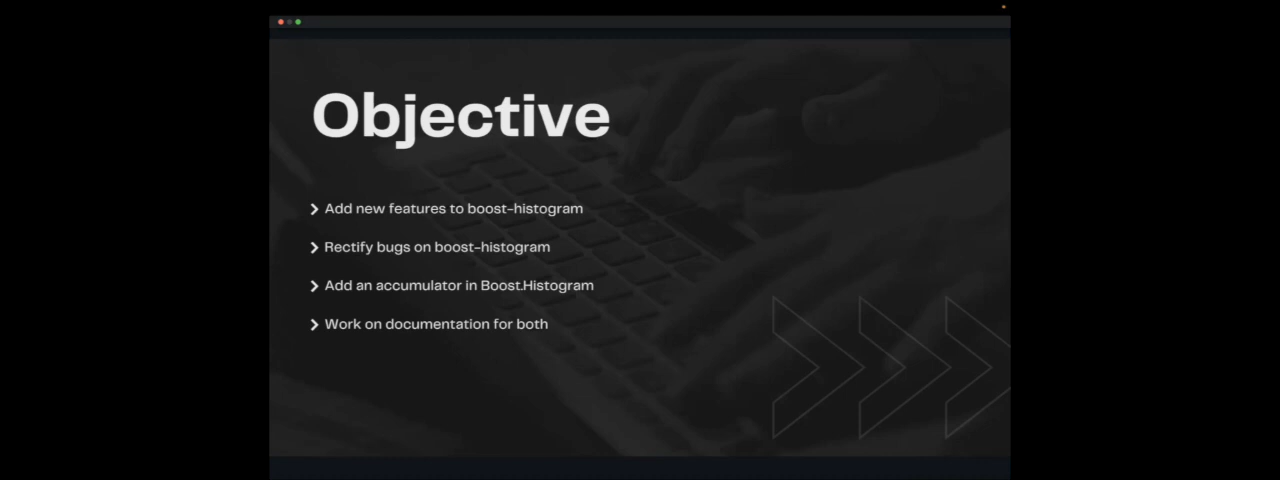 Objective
Add new features to boost-histogram
Rectify bugs on boost-histogram
Add an accumulator in Boost.Histogram
Work on documentation for both